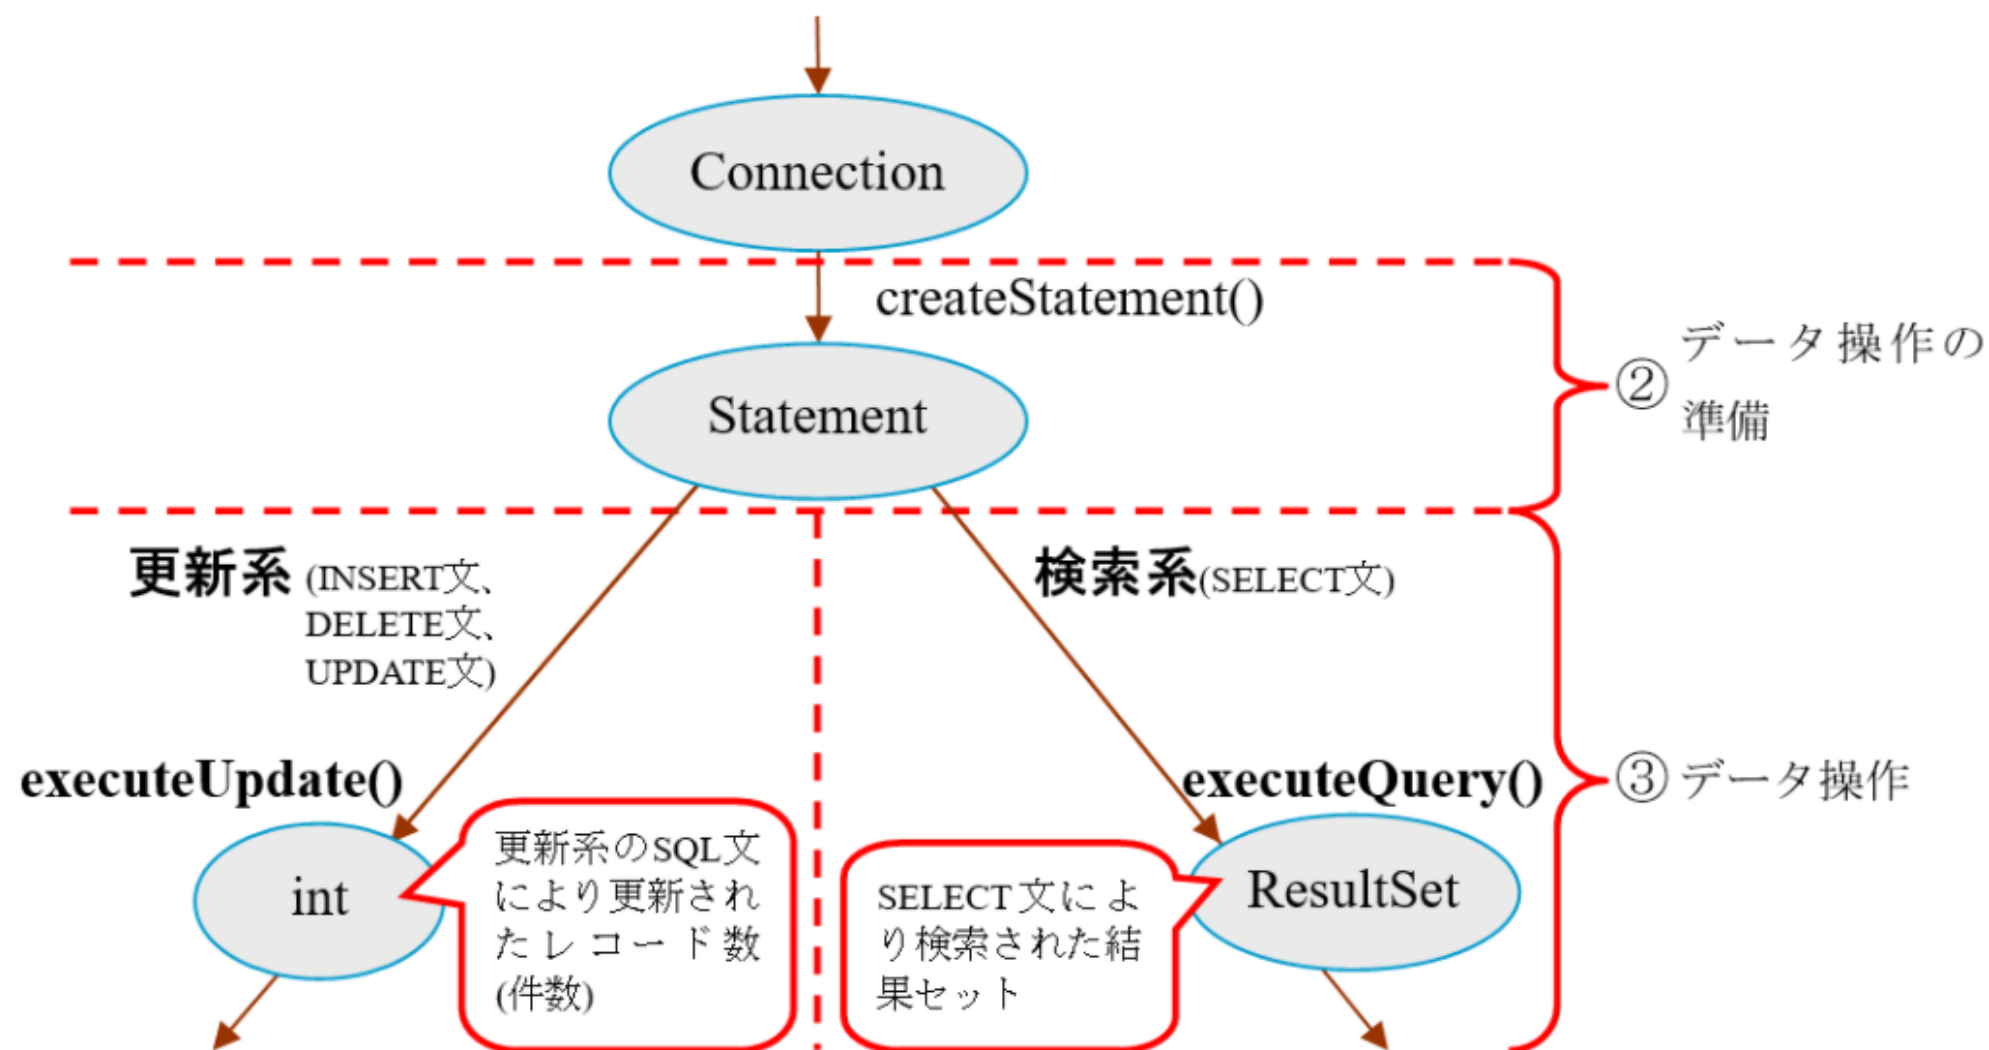 Connection
createStatement()
② データ操作の
準備
Statement
更新系 (INSERT文、
DELETE文、
UPDATE文)
検索系(SELECT文)
executeUpdate()
executeQuery()
③ データ操作
int
更新系のSQL文
により更新され
たレコード数
(件数)
SELECT文によ
り検索された結
果セット
ResultSet